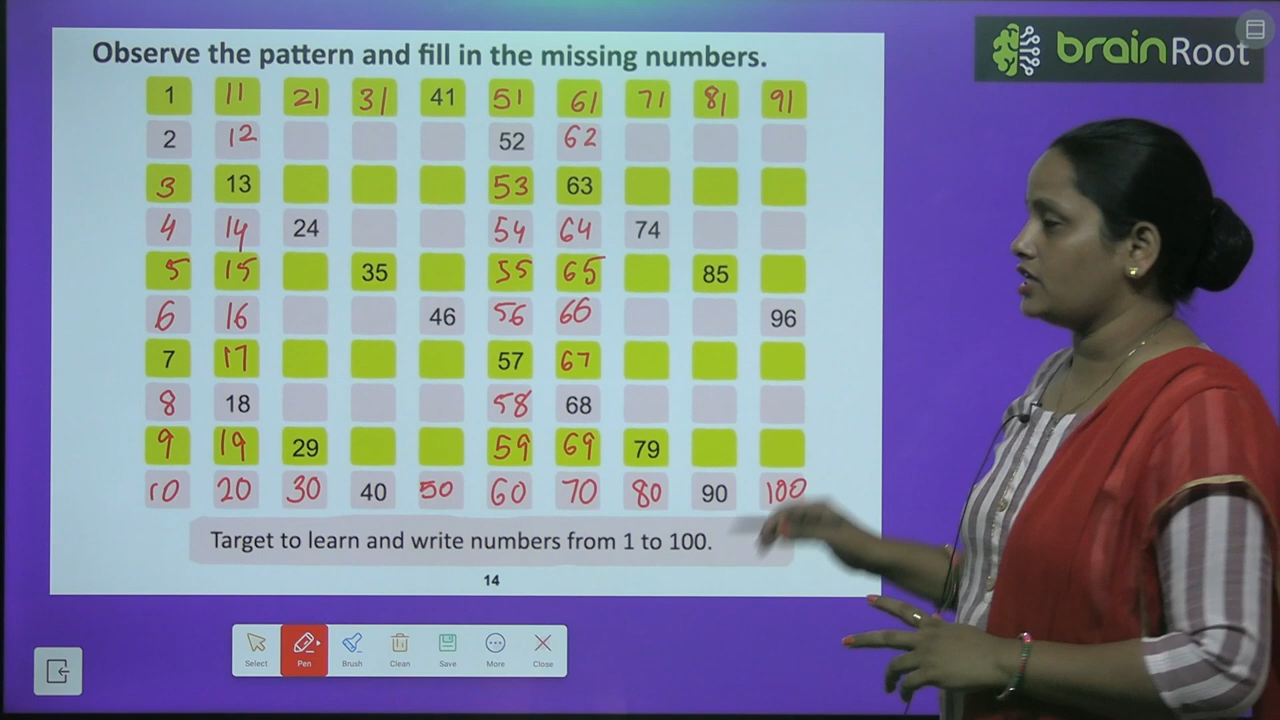 brainRoot
Observe the pattern and fill in the missing numbers.
1 11 21 31 41 51 61 71 81 91
2 12 52 62
3 13 53 63
4 14 24 54 64 74
5 15 35 55 65 85
6 16 46 56 66 96
7 17 57 67
8 18 58 68
9 19 29 59 69 79
10 20 30 40 50 60 70 80 90 100
Target to learn and write numbers from 1 to 100.
14
Select Pen Brush Clean Save More Close